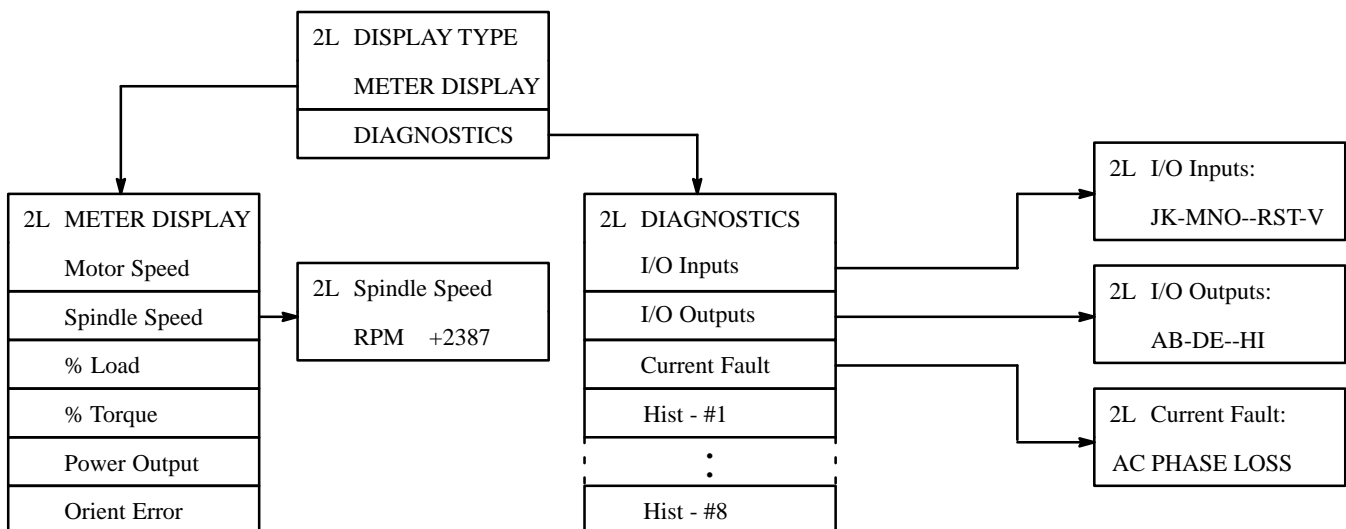 2L DISPLAY TYPE
METER DISPLAY
DIAGNOSTICS
2L METER DISPLAY
Motor Speed
Spindle Speed
% Load
% Torque
Power Output
Orient Error
2L Spindle Speed
RPM +2387
2L DIAGNOSTICS
I/O Inputs
I/O Outputs
Current Fault
Hist - #1
:
Hist - #8
2L I/O Inputs:
JK-MNO--RST-V
2L I/O Outputs:
AB-DE--HI
2L Current Fault:
AC PHASE LOSS